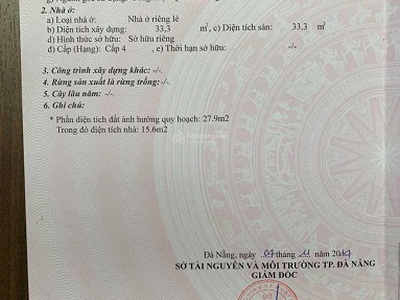 2. Nhà ở:
a) Loại nhà ở: Nhà ở riêng lẻ
b) Diện tích xây dựng: 33,3 m², c) Diện tích sàn: 33,3 m²
d) Hình thức sở hữu: Sở hữu riêng
đ) Cấp (Hạng): Cấp 4 , e) Thời hạn sở hữu: -/-
3. Công trình xây dựng khác: -/-
4. Rừng sản xuất là rừng trồng: -/-
5. Cây lâu năm: -/-
6. Ghi chú:
* Phần diện tích đất ảnh hưởng quy hoạch: 27.9m2
Trong đó diện tích nhà: 15.6m2
Đà Nẵng, ngày 04 tháng 11 năm
SỞ TÀI NGUYÊN VÀ MÔI TRƯỜNG TP. ĐÀ NẴNG
GIÁM ĐỐC